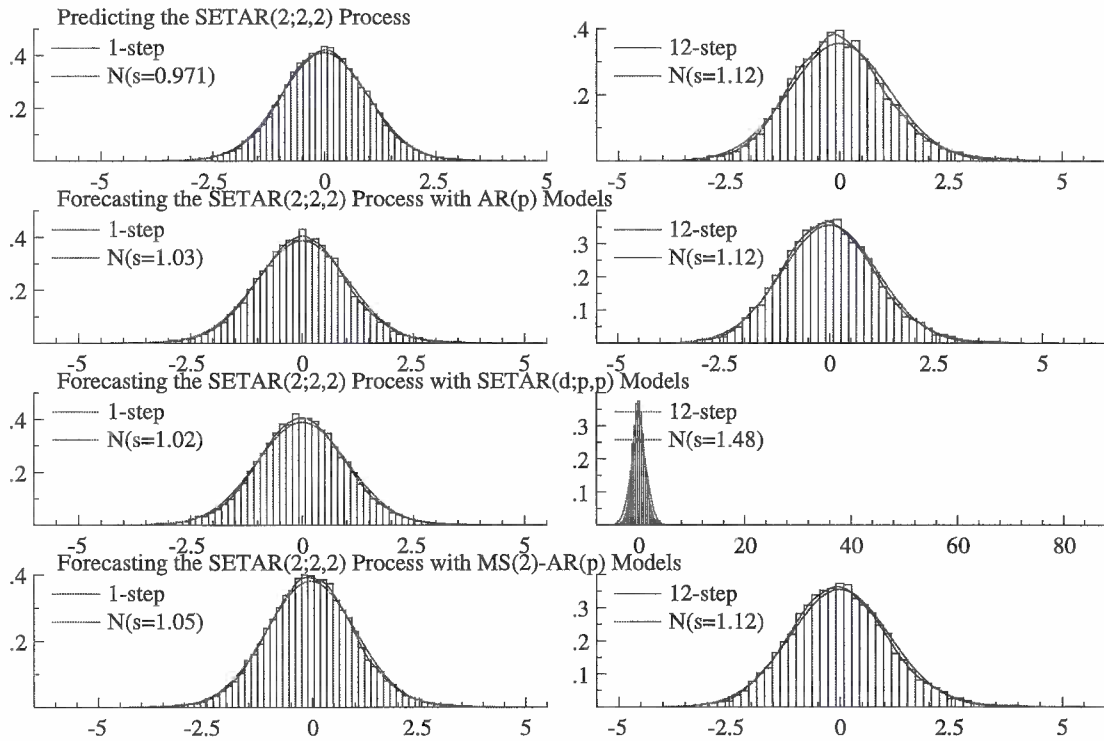 Predicting the SETAR(2;2,2) Process
.4
.2
1-step
N(s=0.971)
-5 -2.5 0 2.5 5
.4
.2
12-step
N(s=1.12)
-5 -2.5 0 2.5 5
Forecasting the SETAR(2;2,2) Process with AR(p) Models
.4
.2
1-step
N(s=1.03)
-5 -2.5 0 2.5 5
.3
.2
.1
12-step
N(s=1.12)
-5 -2.5 0 2.5 5
Forecasting the SETAR(2;2,2) Process with SETAR(d;p,p) Models
.4
.2
1-step
N(s=1.02)
-5 -2.5 0 2.5 5
.3
.2
.1
12-step
N(s=1.48)
0 20 40 60 80
Forecasting the SETAR(2;2,2) Process with MS(2)-AR(p) Models
.4
.2
1-step
N(s=1.05)
-5 -2.5 0 2.5 5
.3
.2
.1
12-step
N(s=1.12)
-5 -2.5 0 2.5 5